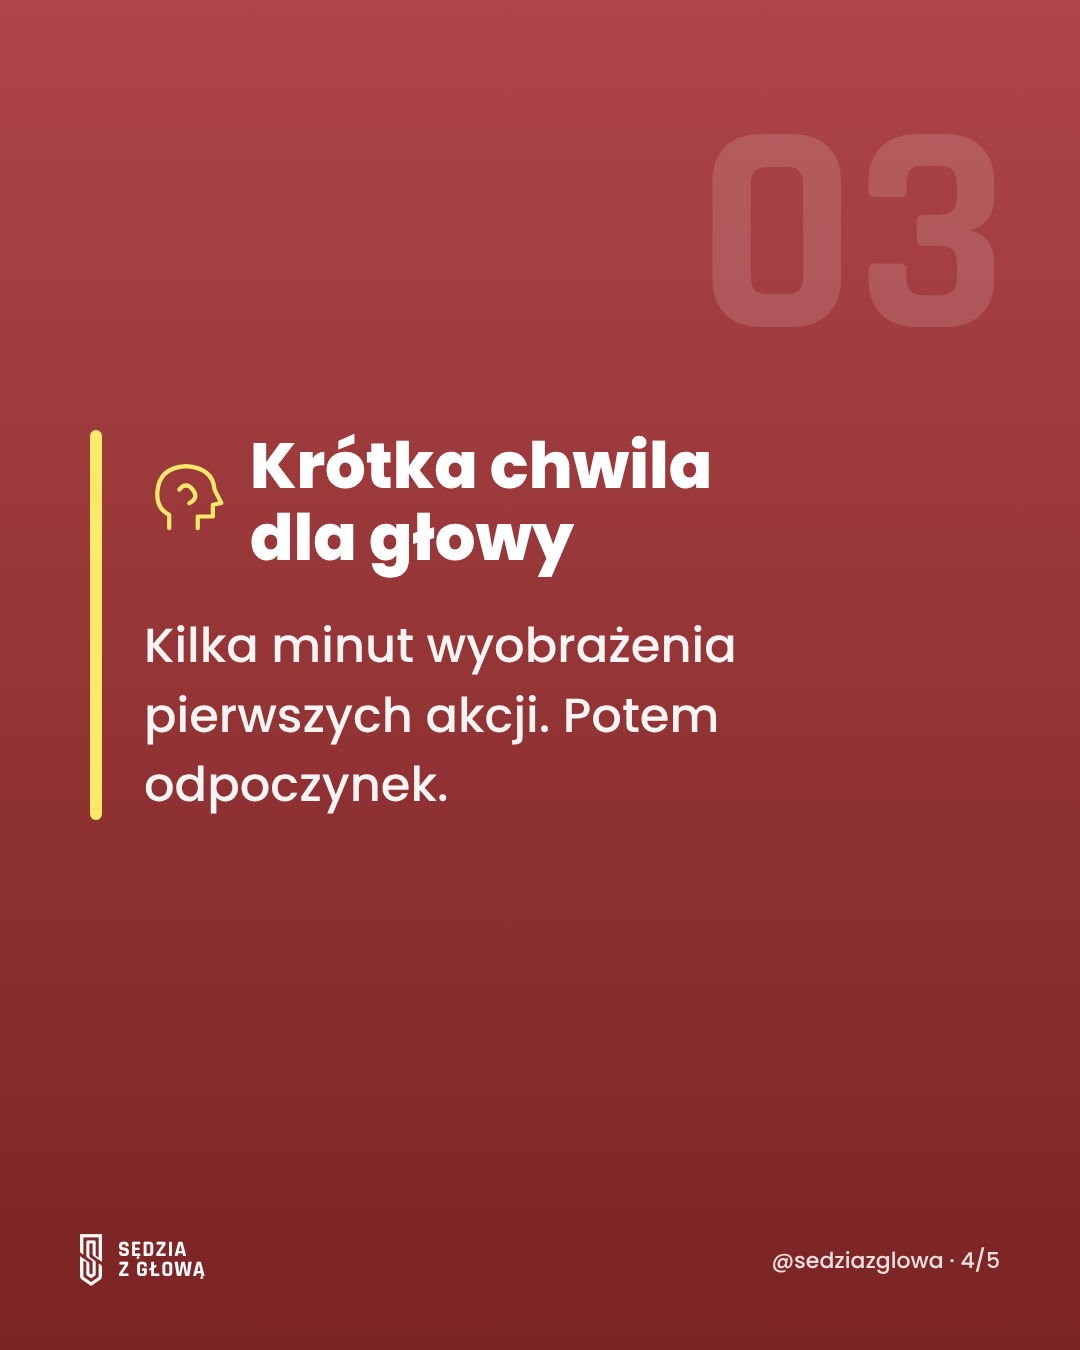 03
Krótka chwila
dla głowy
Kilka minut wyobrażenia
pierwszych akcji. Potem
odpoczynek.
SĘDZIA
Z GŁOWĄ
@sedziazglowa · 4/5